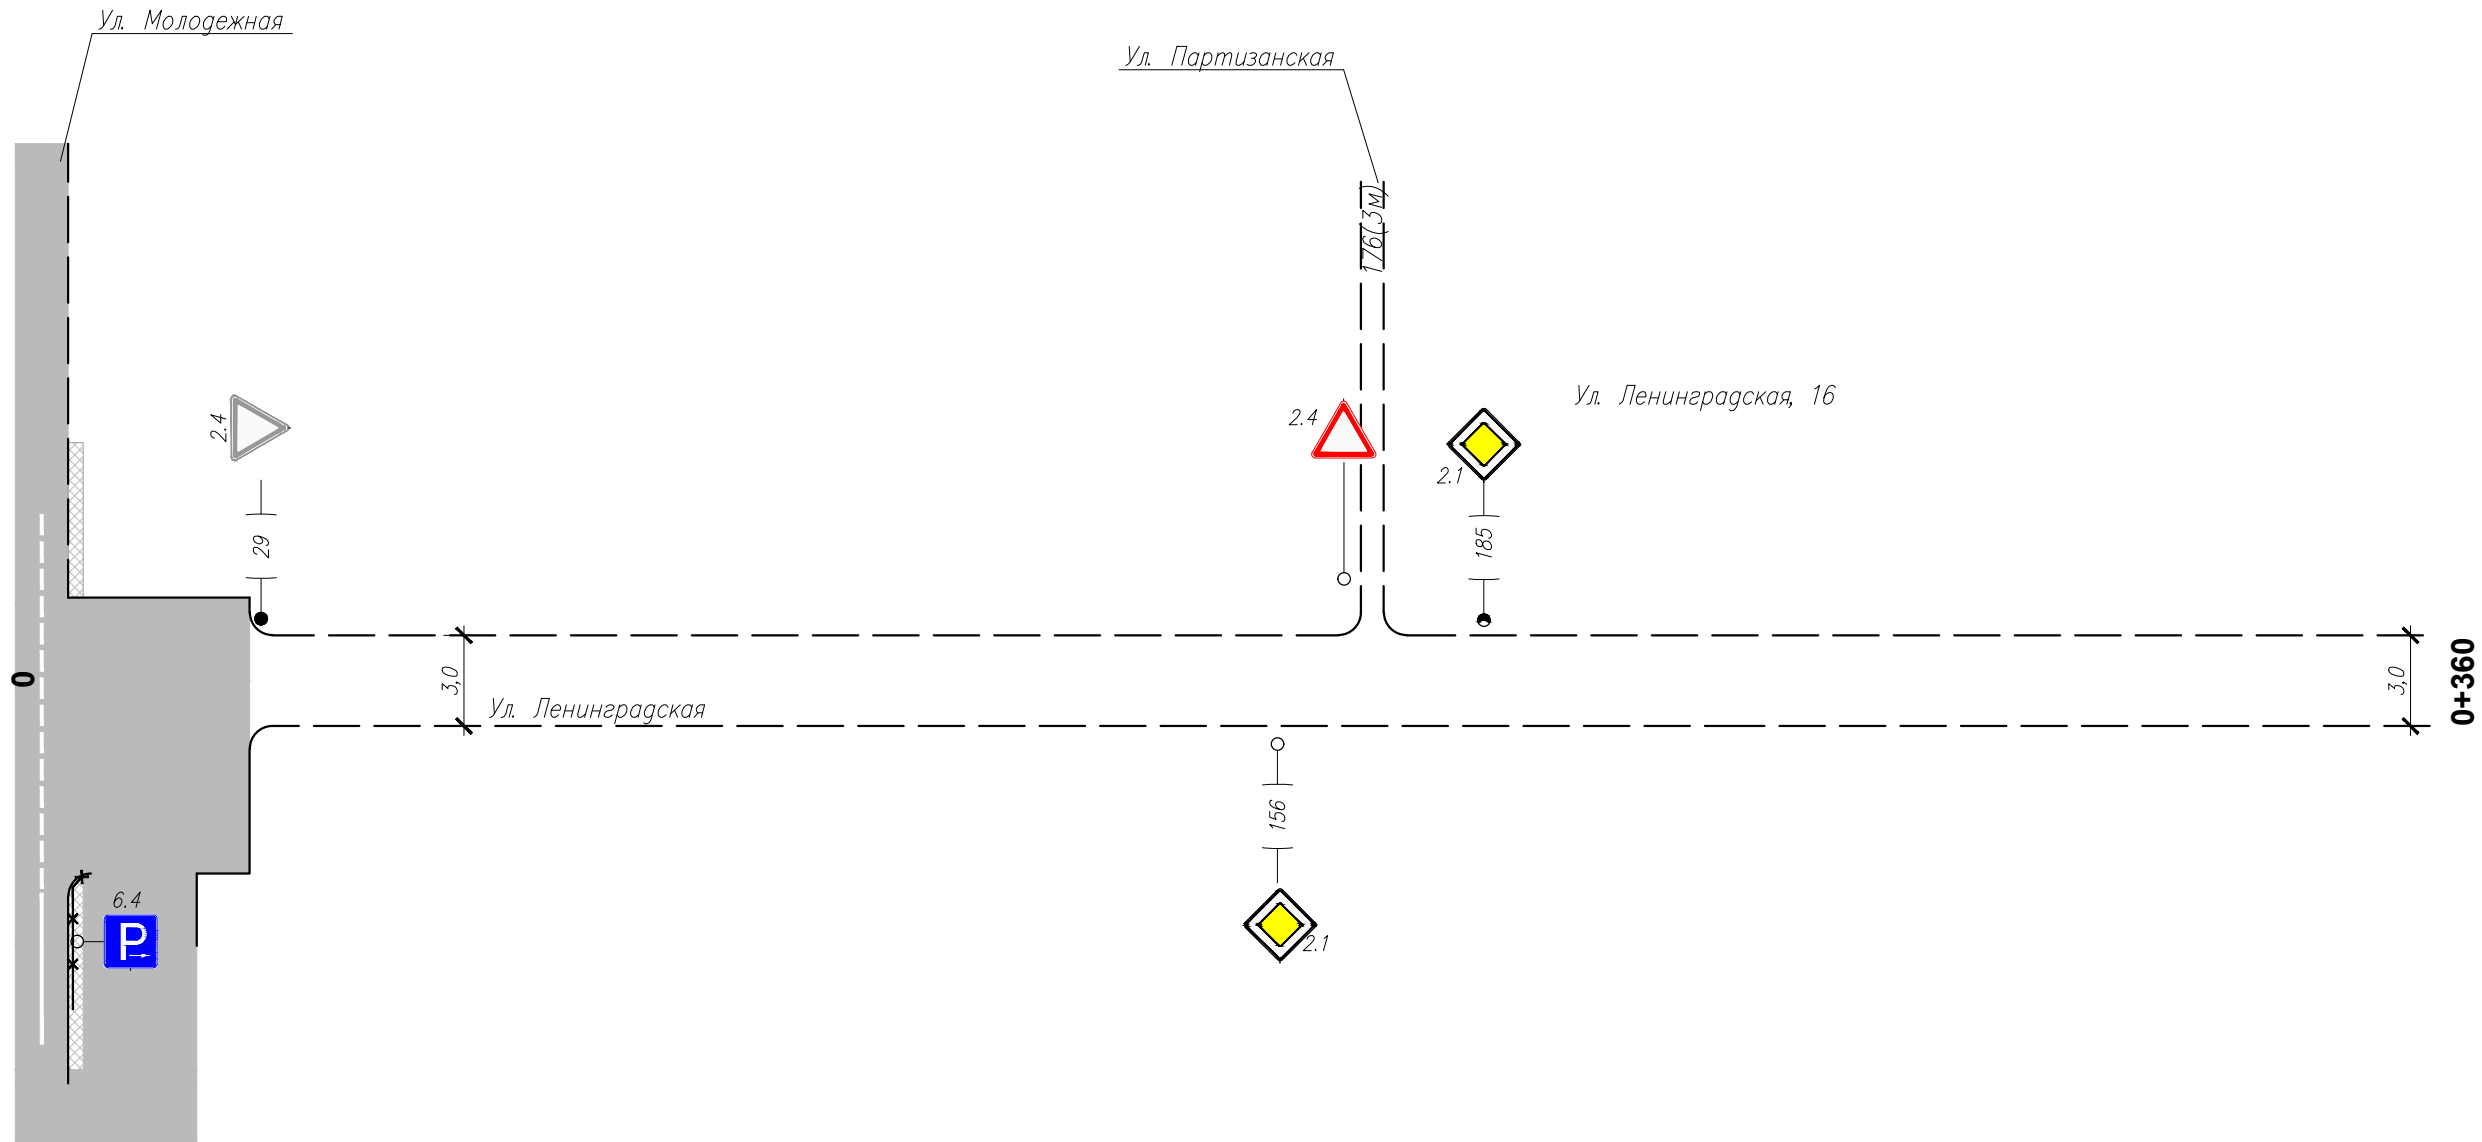 Ул. Молодежная
Ул. Партизанская
176(3м)
2.4
2.4
2.1
Ул. Ленинградская, 16
29
185
0
3,0
Ул. Ленинградская
3,0
0+360
156
6.4
P
2.1